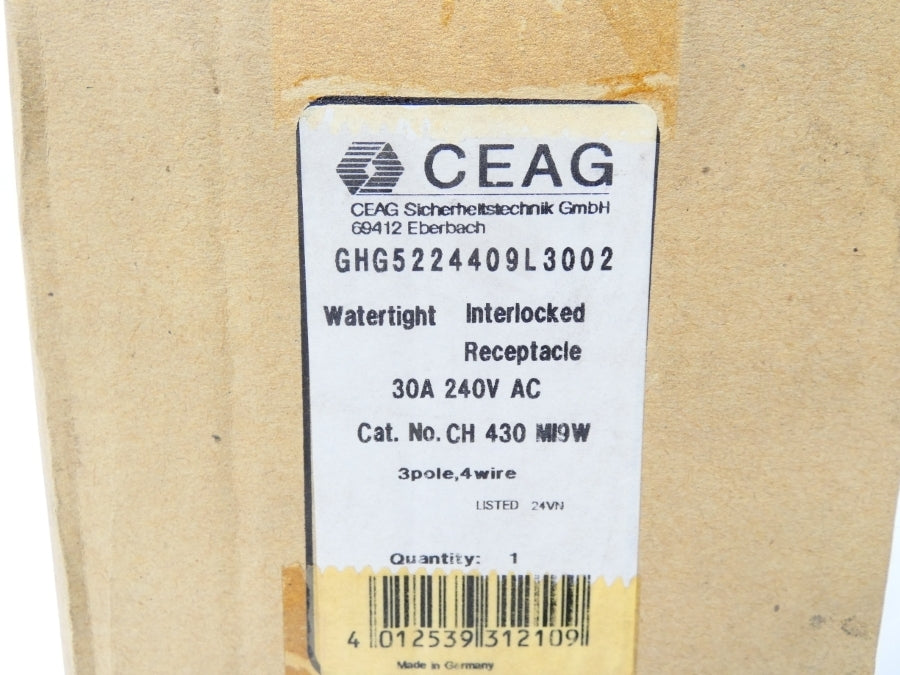 CEAG
CEAG Sicherheitstechnik GmbH
69412 Eberbach
GHG5224409L3002
Watertight Interlocked
Receptacle
30A 240V AC
Cat. No. CH 430 MI9W
3pole,4wire
LISTED 24VN
Quantity: 1
4 012539 312109
Made in Germany